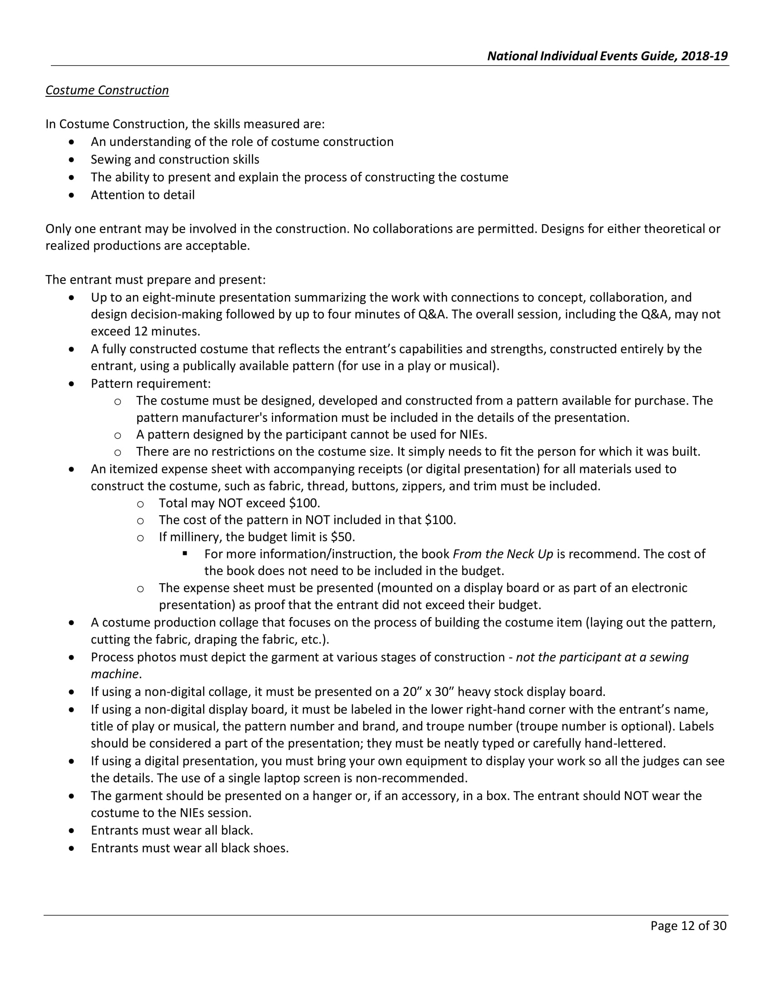 National Individual Events Guide, 2018-19
Costume Construction
In Costume Construction, the skills measured are:
• An understanding of the role of costume construction
• Sewing and construction skills
• The ability to present and explain the process of constructing the costume
• Attention to detail
Only one entrant may be involved in the construction. No collaborations are permitted. Designs for either theoretical or
realized productions are acceptable.
The entrant must prepare and present:
• Up to an eight-minute presentation summarizing the work with connections to concept, collaboration, and
design decision-making followed by up to four minutes of Q&A. The overall session, including the Q&A, may not
exceed 12 minutes.
• A fully constructed costume that reflects the entrant’s capabilities and strengths, constructed entirely by the
entrant, using a publically available pattern (for use in a play or musical).
• Pattern requirement:
o The costume must be designed, developed and constructed from a pattern available for purchase. The
pattern manufacturer's information must be included in the details of the presentation.
o A pattern designed by the participant cannot be used for NIEs.
o There are no restrictions on the costume size. It simply needs to fit the person for which it was built.
• An itemized expense sheet with accompanying receipts (or digital presentation) for all materials used to
construct the costume, such as fabric, thread, buttons, zippers, and trim must be included.
o Total may NOT exceed $100.
o The cost of the pattern in NOT included in that $100.
o If millinery, the budget limit is $50.
▪ For more information/instruction, the book From the Neck Up is recommend. The cost of
the book does not need to be included in the budget.
o The expense sheet must be presented (mounted on a display board or as part of an electronic
presentation) as proof that the entrant did not exceed their budget.
• A costume production collage that focuses on the process of building the costume item (laying out the pattern,
cutting the fabric, draping the fabric, etc.).
• Process photos must depict the garment at various stages of construction - not the participant at a sewing
machine.
• If using a non-digital collage, it must be presented on a 20″ x 30″ heavy stock display board.
• If using a non-digital display board, it must be labeled in the lower right-hand corner with the entrant’s name,
title of play or musical, the pattern number and brand, and troupe number (troupe number is optional). Labels
should be considered a part of the presentation; they must be neatly typed or carefully hand-lettered.
• If using a digital presentation, you must bring your own equipment to display your work so all the judges can see
the details. The use of a single laptop screen is non-recommended.
• The garment should be presented on a hanger or, if an accessory, in a box. The entrant should NOT wear the
costume to the NIEs session.
• Entrants must wear all black.
• Entrants must wear all black shoes.
Page 12 of 30